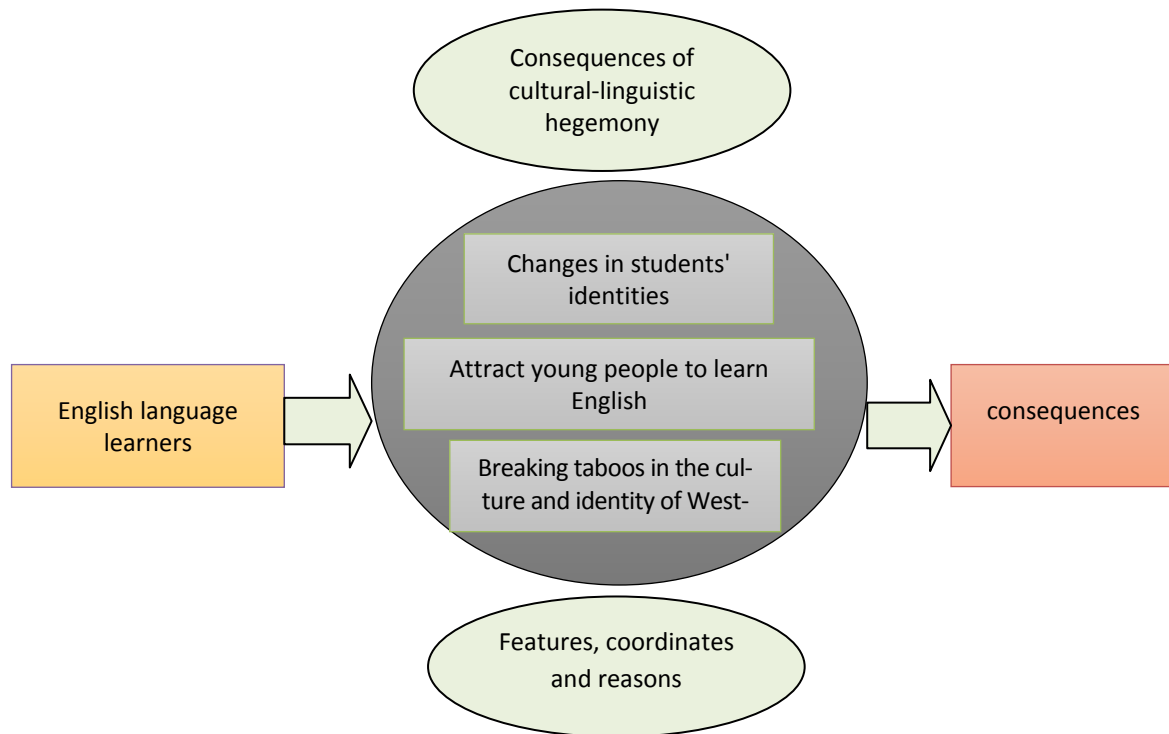 Consequences of
cultural-linguistic
hegemony
Changes in students'
identities
Attract young people to learn
English
Breaking taboos in the cul-
ture and identity of West-
English language
learners
consequences
Features, coordinates
and reasons